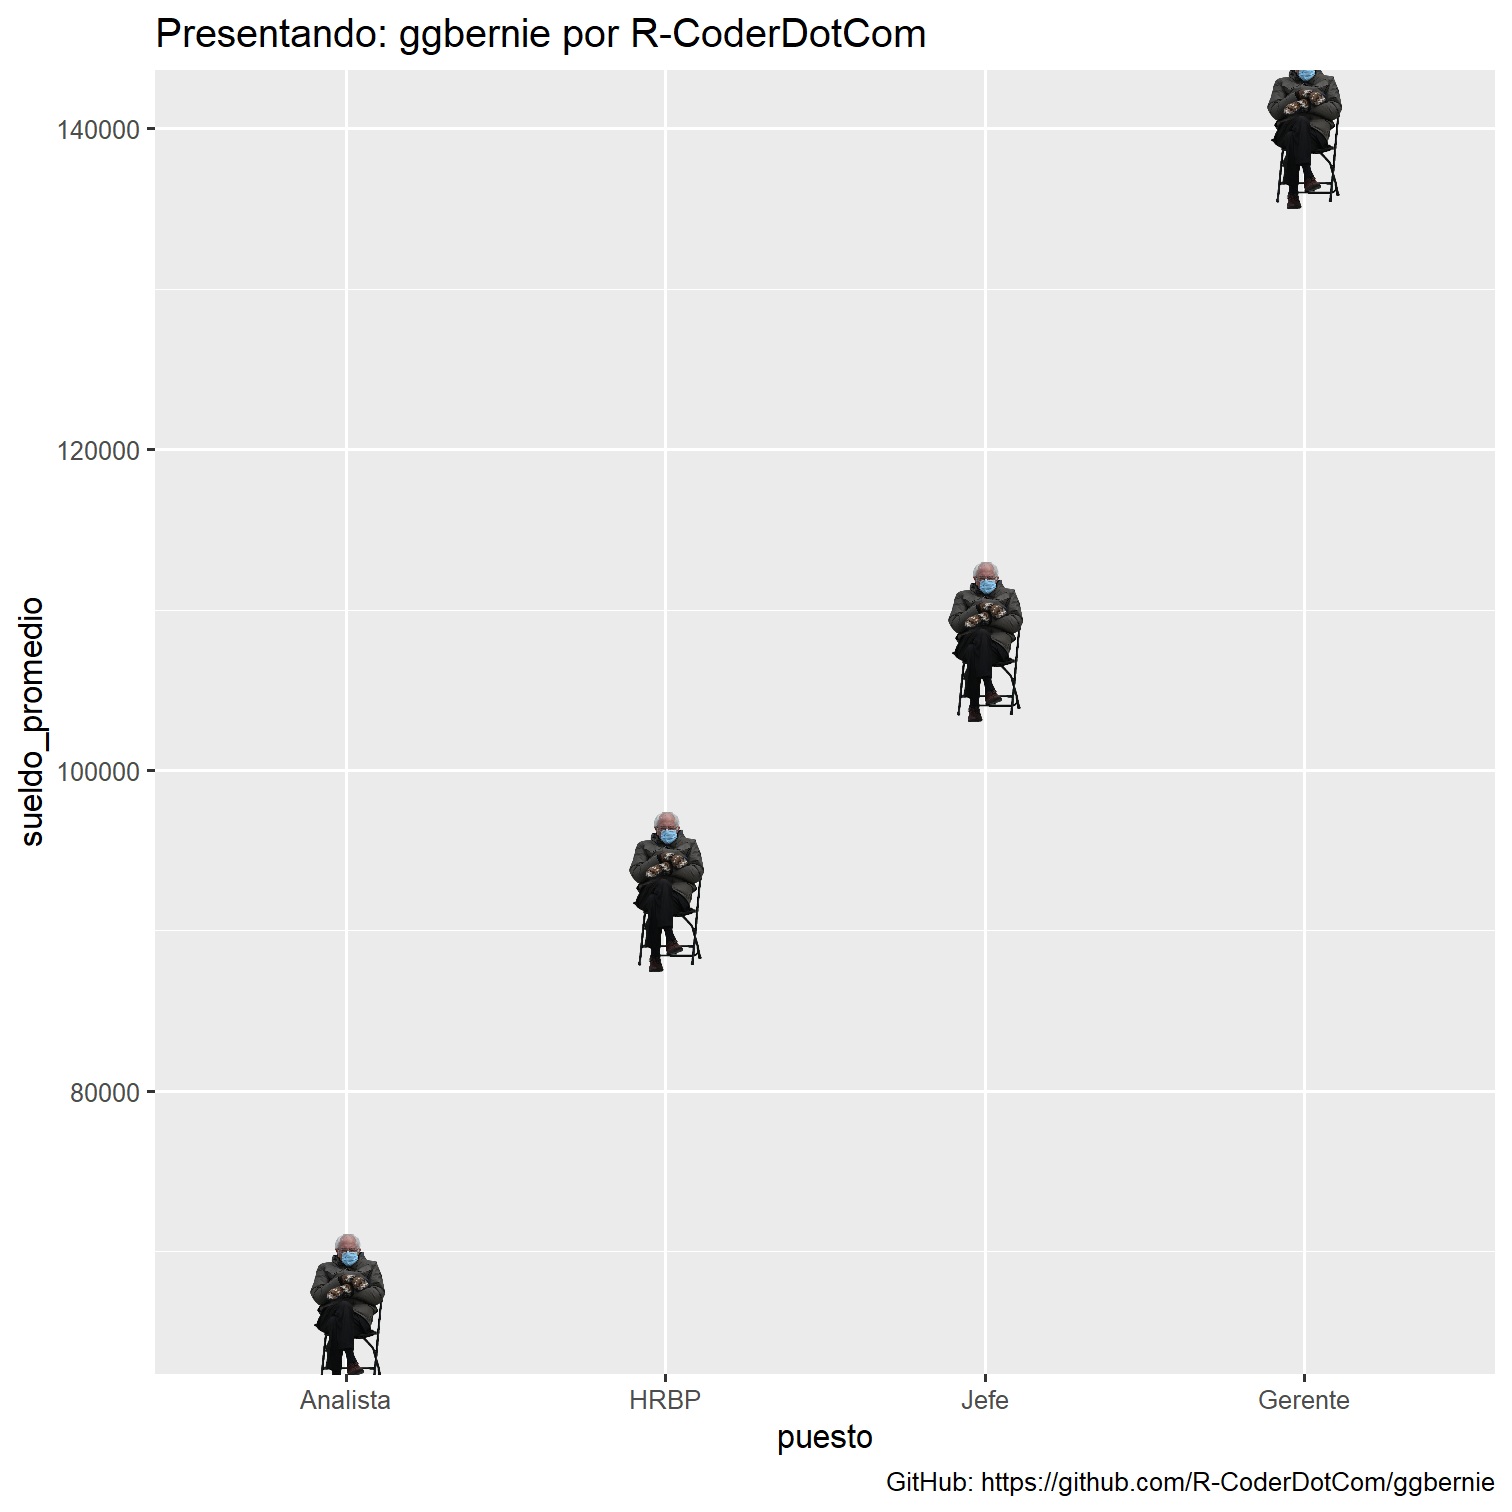 Presentando: ggbernie por R-CoderDotCom
140000
120000
100000
80000
sueldo_promedio
Analista HRBP Jefe Gerente
puesto
GitHub: https://github.com/R-CoderDotCom/ggbernie